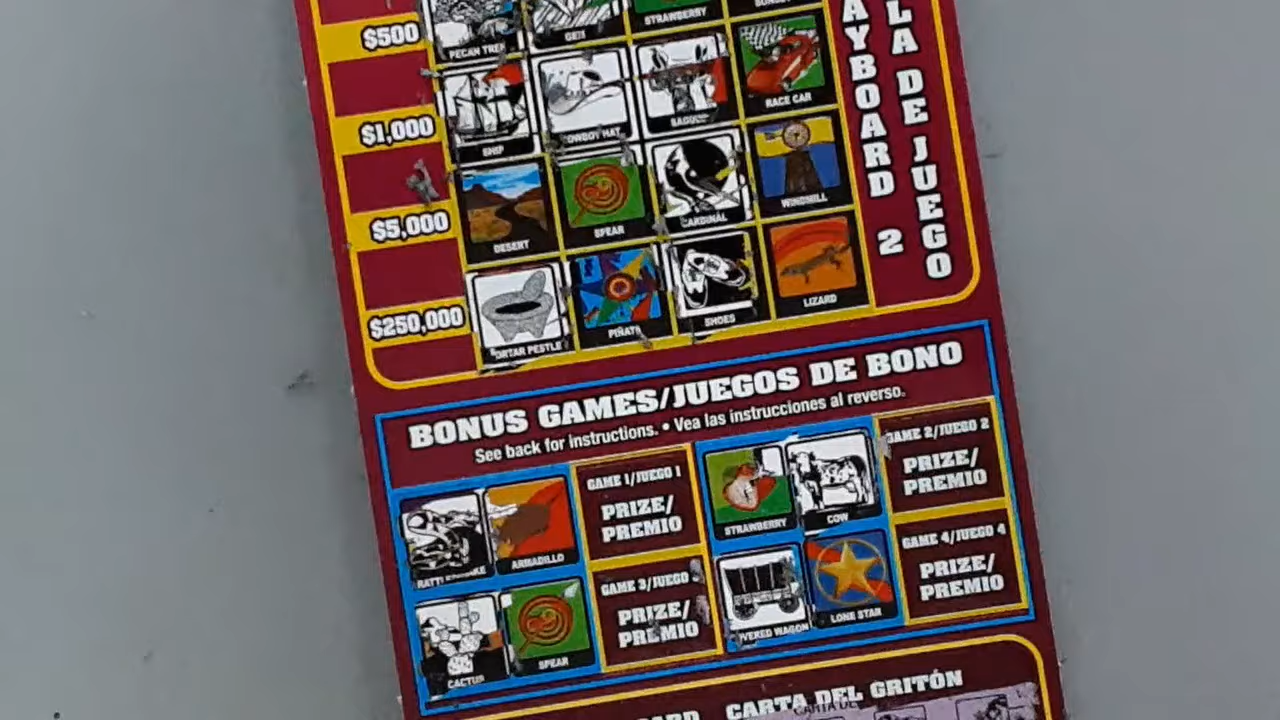 $500
PECAN TREE
STRAWBERRY
$1,000
SHIP
COWBOY HAT
RACE CAR
$5,000
DESERT
SPEAR
CARDINAL
WINDMILL
$250,000
MORTAR PESTLE
PIÑATA
SHOES
LIZARD
AYBOARD 2
LA DE JUEGO
BONUS GAMES/JUEGOS DE BONO
See back for instructions. • Vea las instrucciones al reverso.
RATTLESNAKE
ARMADILLO
GAME 1/JUEGO 1
PRIZE/
PREMIO
STRAWBERRY
COW
GAME 2/JUEGO 2
PRIZE/
PREMIO
CACTUS
SPEAR
GAME 3/JUEGO
PRIZE/
PREMIO
VERED WAGON
LONE STAR
GAME 4/JUEGO 4
PRIZE/
PREMIO
CARTA DEL GRITÓN